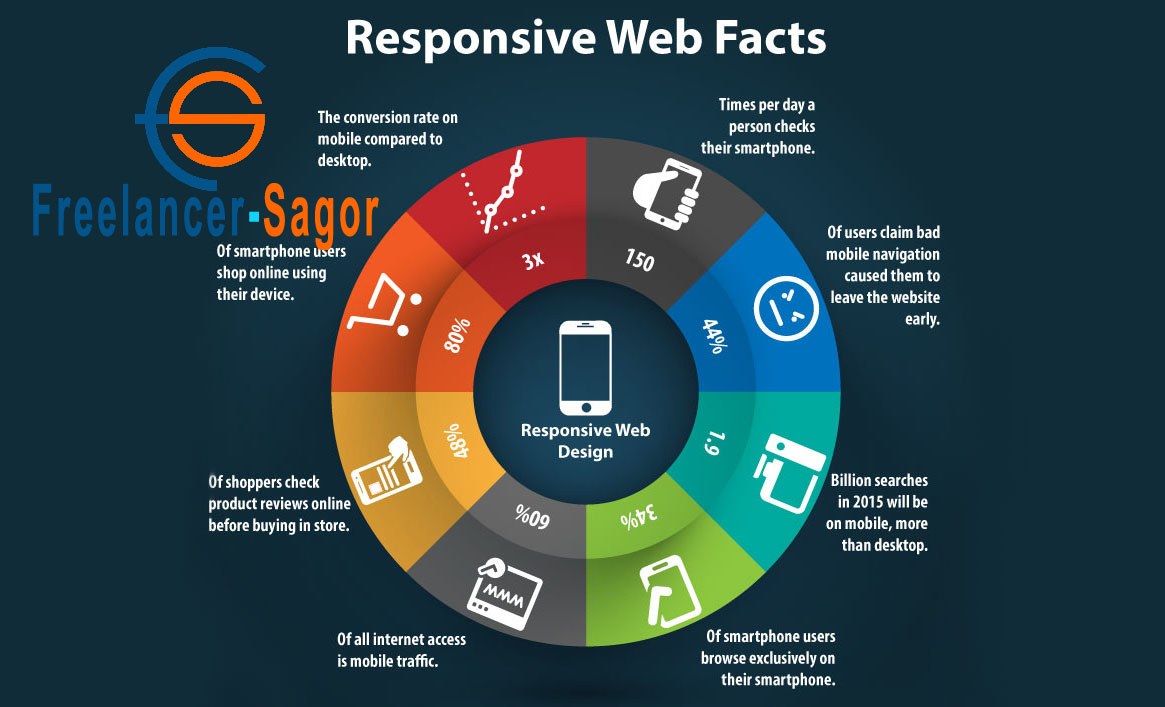 Responsive Web Facts
Freelancer-Sagor
The conversion rate on
mobile compared to
desktop.
3x
Times per day a
person checks
their smartphone.
150
Of users claim bad
mobile navigation
caused them to
leave the website
early.
44%
Billion searches
in 2015 will be
on mobile, more
than desktop.
1.9
Of smartphone users
browse exclusively on
their smartphone.
34%
Of all internet access
is mobile traffic.
60%
www
Of shoppers check
product reviews online
before buying in store.
48%
Of smartphone users
shop online using
their device.
80%
Responsive Web
Design